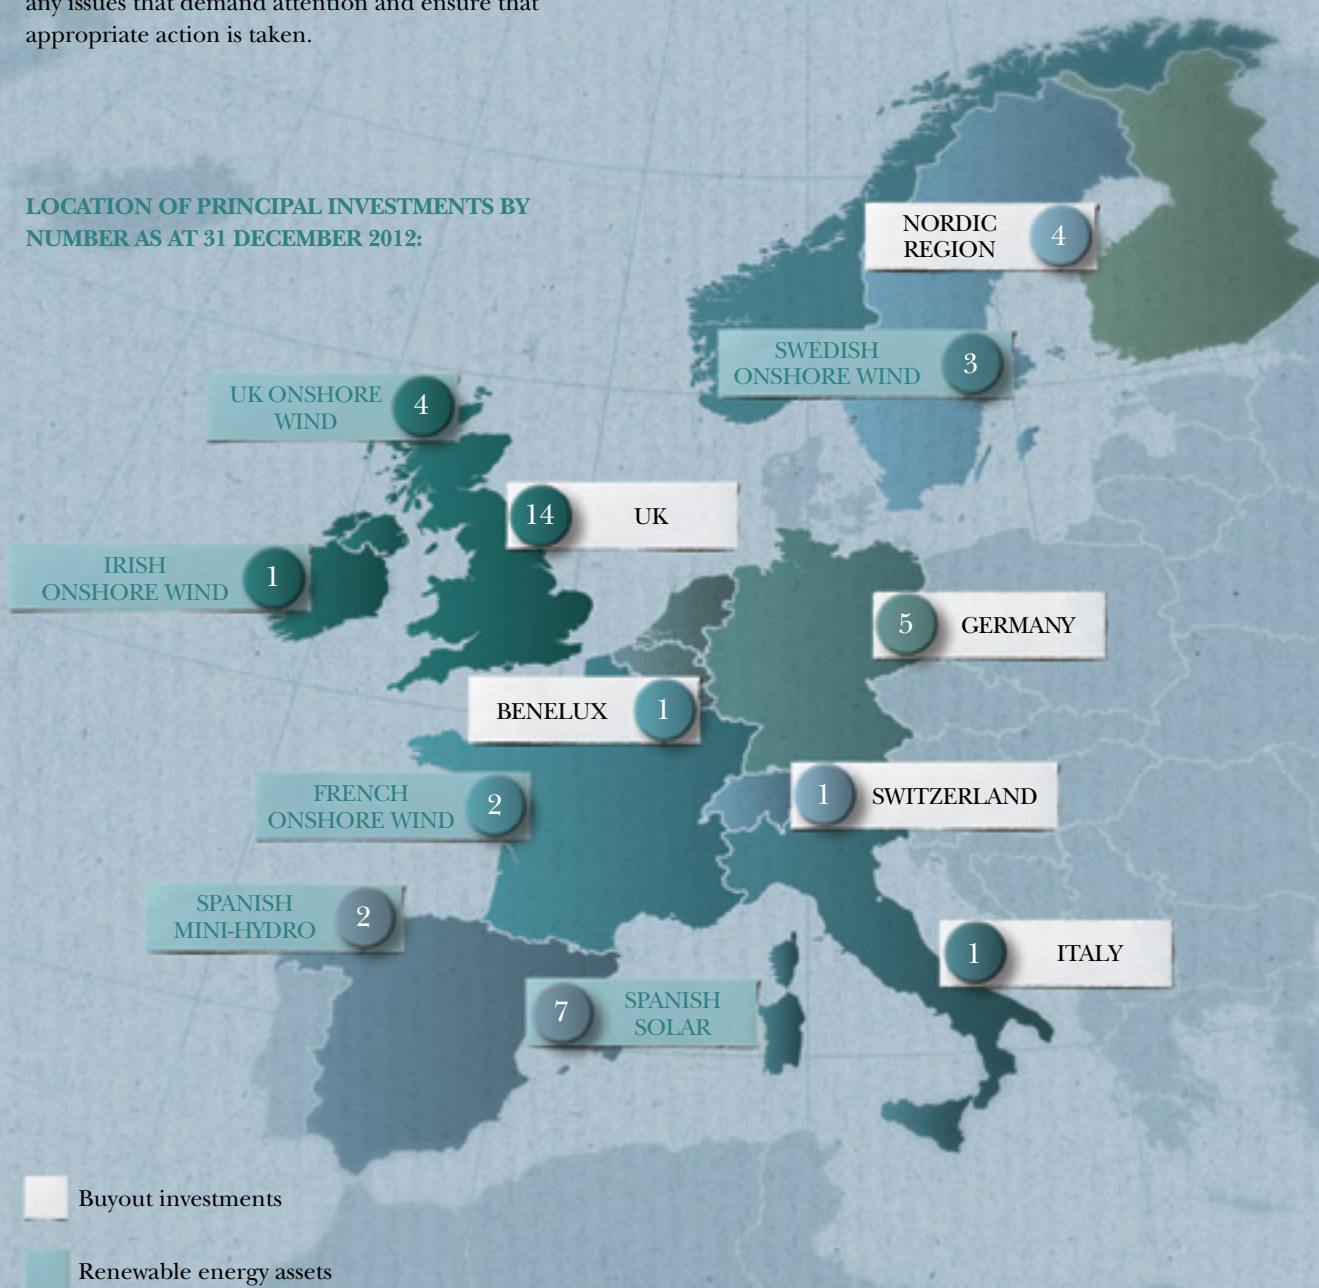 any issues that demand attention and ensure that
appropriate action is taken.
LOCATION OF PRINCIPAL INVESTMENTS BY
NUMBER AS AT 31 DECEMBER 2012:
NORDIC
REGION
4
SWEDISH
ONSHORE WIND
3
UK ONSHORE
WIND
4
14
UK
IRISH
ONSHORE WIND
1
5
GERMANY
BENELUX
1
FRENCH
ONSHORE WIND
2
1
SWITZERLAND
SPANISH
MINI-HYDRO
2
1
ITALY
7
SPANISH
SOLAR
Buyout investments
Renewable energy assets